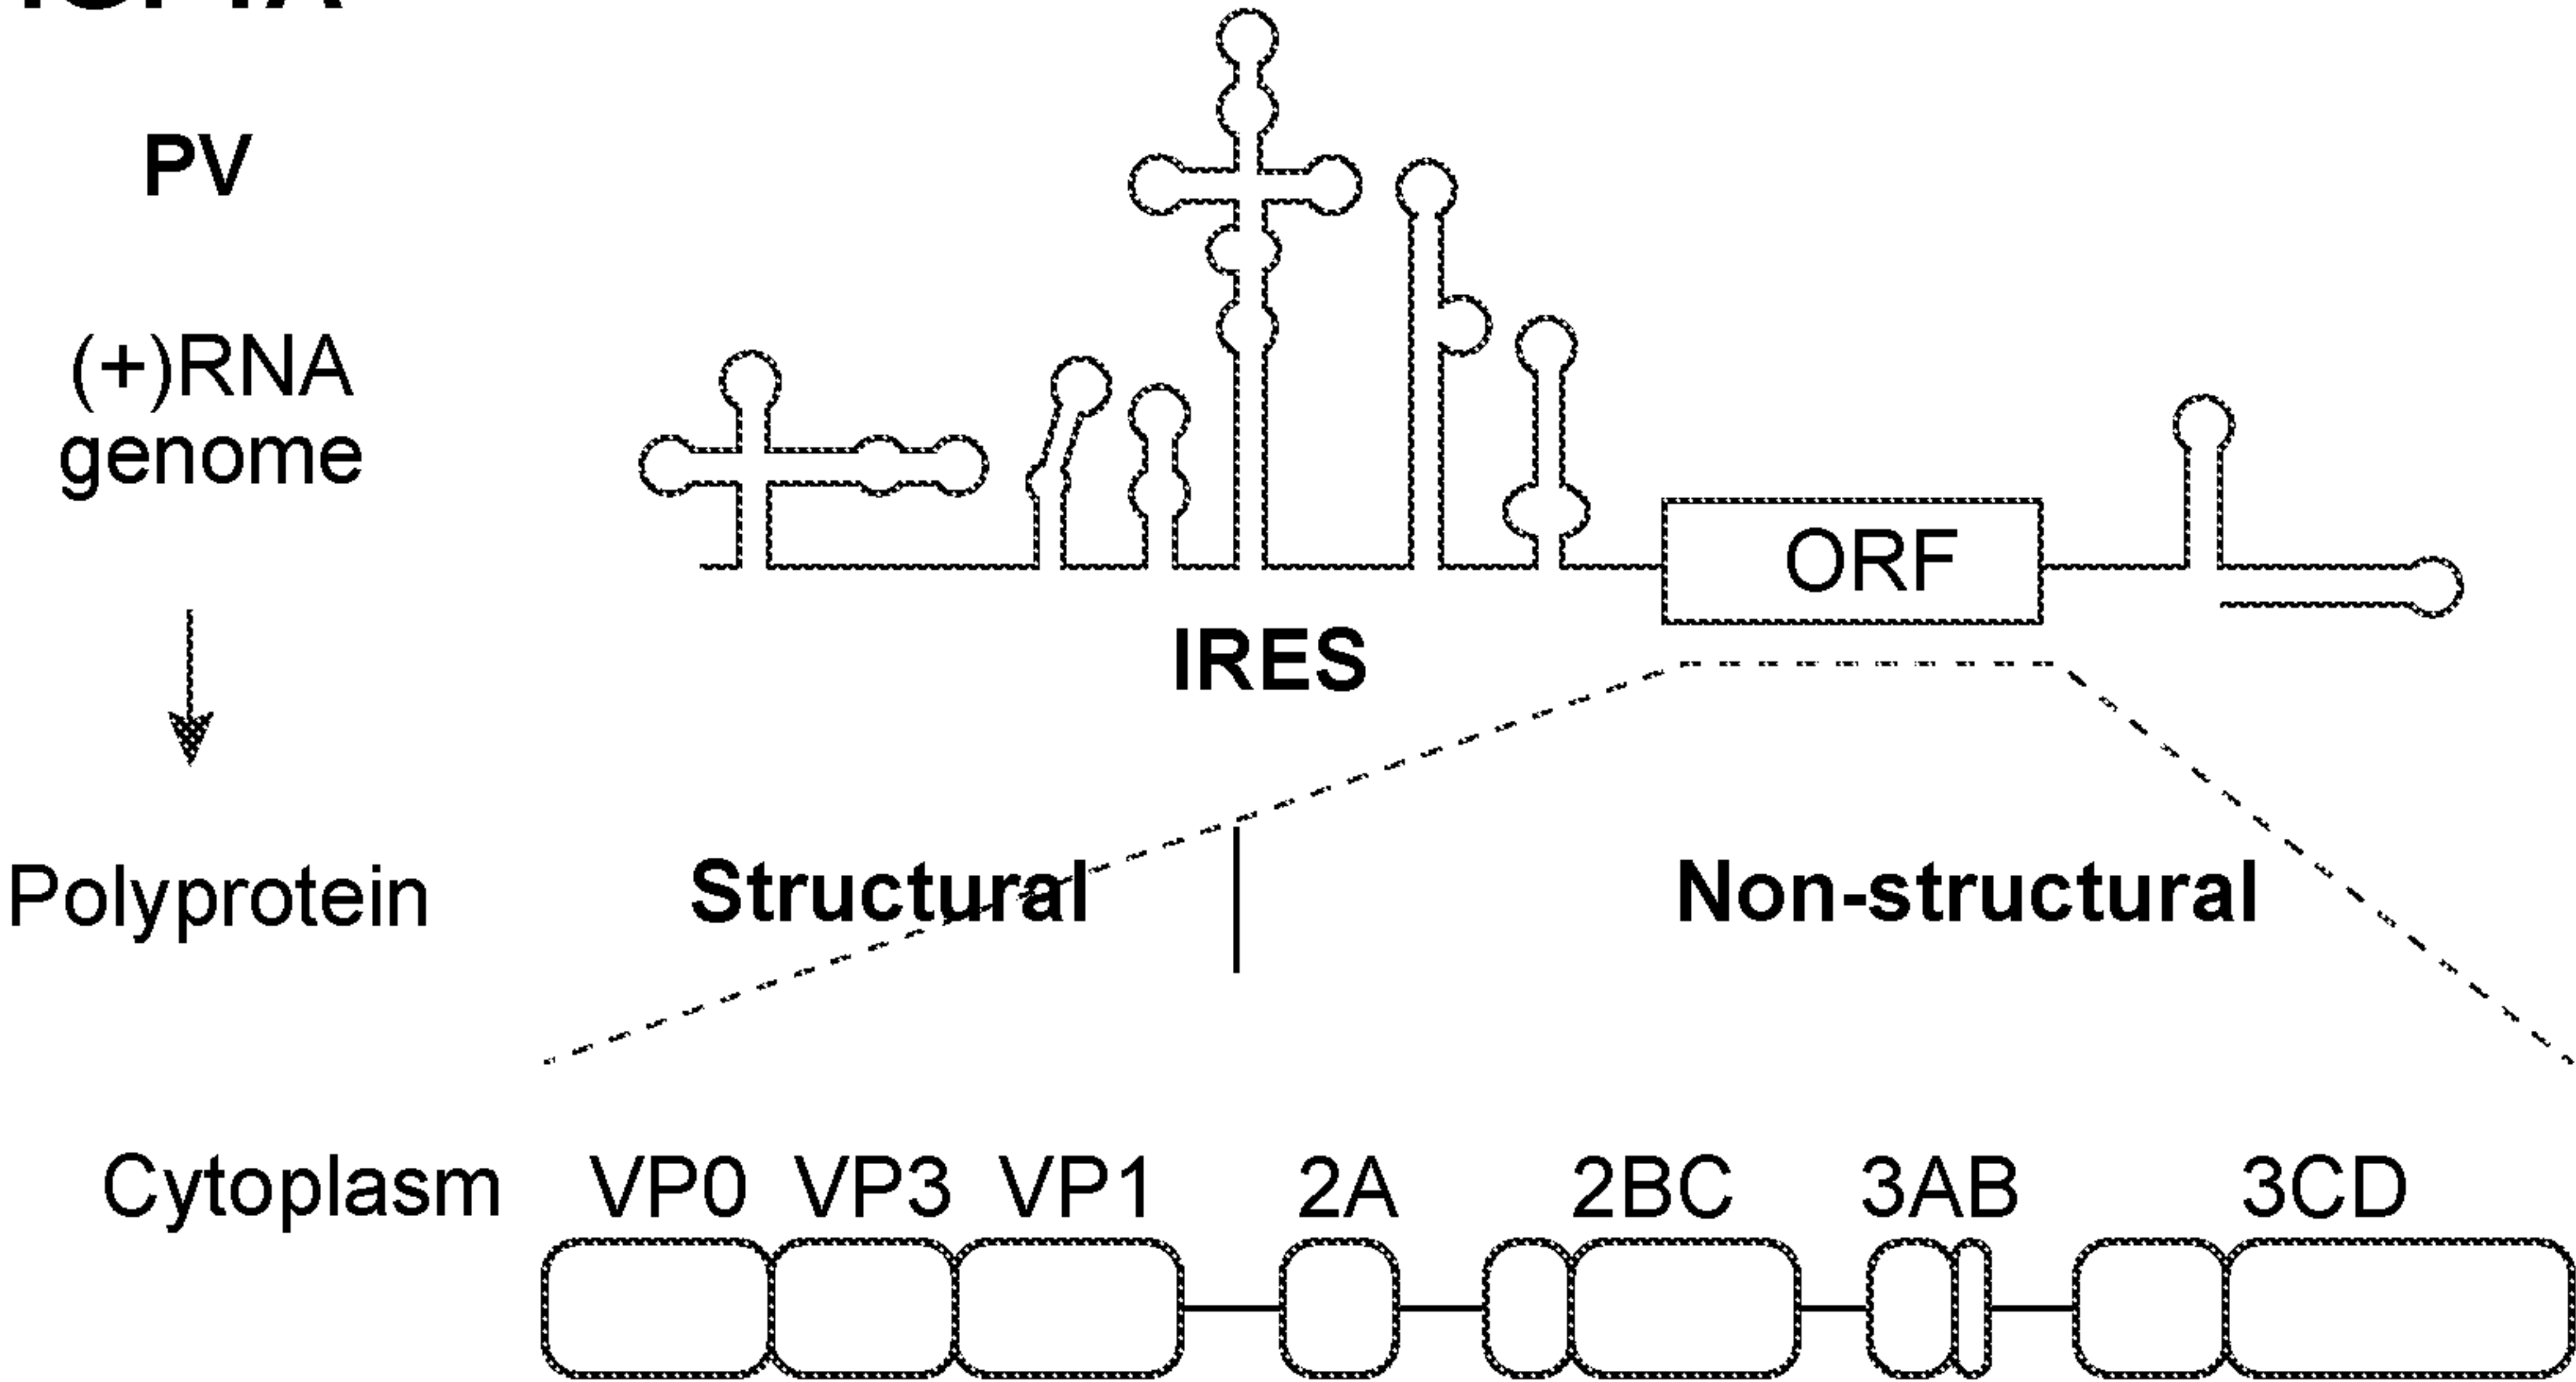 PV
(+)RNA
genome
ORF
IRES
Polyprotein
Structural
Non-structural
Cytoplasm
VP0 VP3 VP1 2A 2BC 3AB 3CD